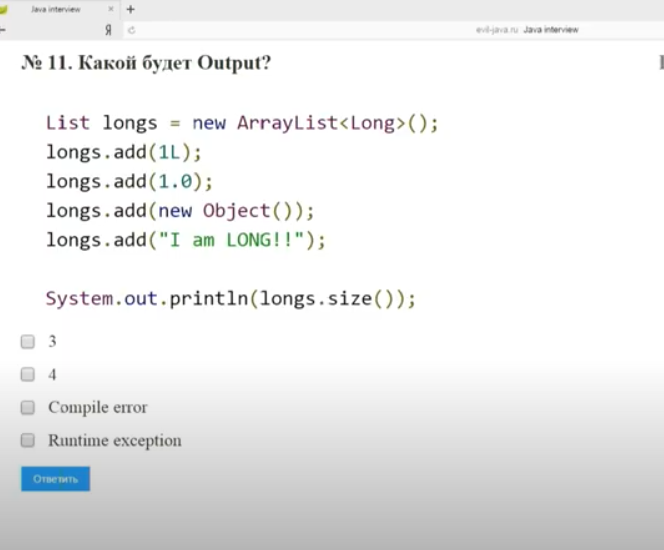 Java interview
Я
evil-java.ru Java interview
№ 11. Какой будет Output?
List longs = new ArrayList<Long>();
longs.add(1L);
longs.add(1.0);
longs.add(new Object());
longs.add("I am LONG!!");
System.out.println(longs.size());
3
4
Compile error
Runtime exception
Ответить